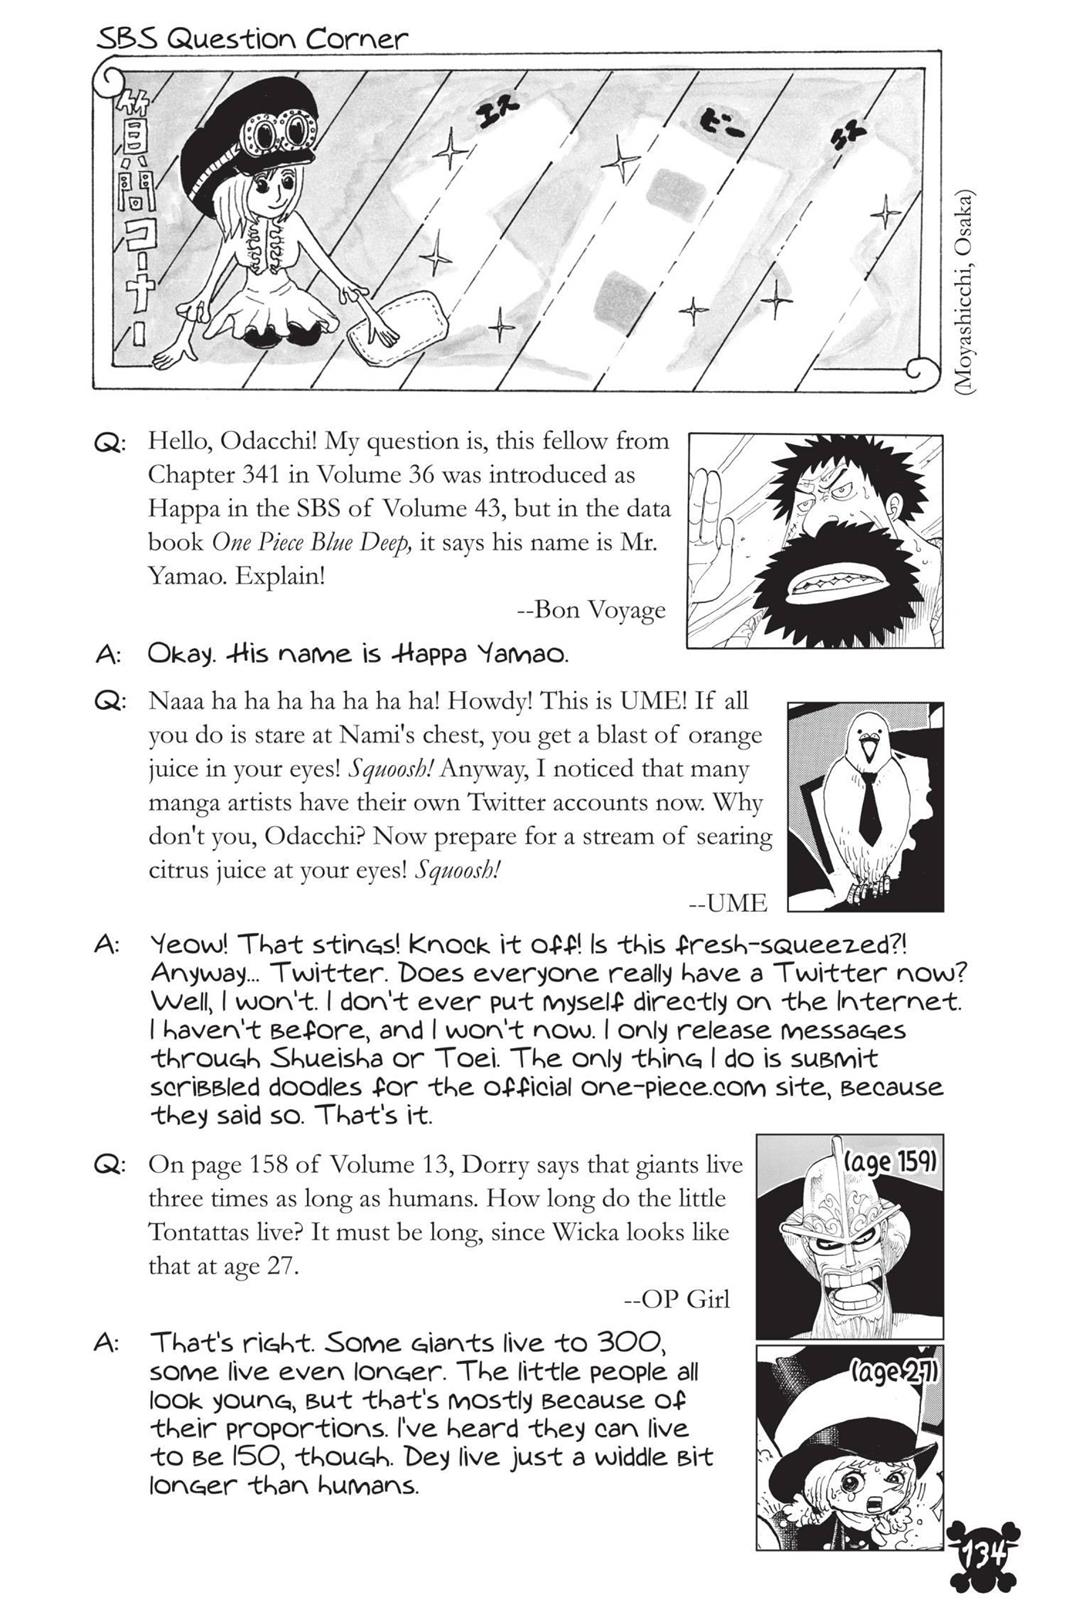 SBS Question Corner
質問コーナー
エス
ビー
エス
(Moyashicchi, Osaka)
Q: Hello, Odacchi! My question is, this fellow from
Chapter 341 in Volume 36 was introduced as
Happa in the SBS of Volume 43, but in the data
book One Piece Blue Deep, it says his name is Mr.
Yamao. Explain!
--Bon Voyage
A: Okay. His name is Happa Yamao.
Q: Naaa ha ha ha ha ha ha ha! Howdy! This is UME! If all
you do is stare at Nami's chest, you get a blast of orange
juice in your eyes! Squoosh! Anyway, I noticed that many
manga artists have their own Twitter accounts now. Why
don't you, Odacchi? Now prepare for a stream of searing
citrus juice at your eyes! Squoosh!
--UME
A: Yeow! That stings! Knock it off! Is this fresh-squeezed?!
Anyway... Twitter. Does everyone really have a Twitter now?
Well, I won't. I don't ever put myself directly on the Internet.
I haven't before, and I won't now. I only release messages
through Shueisha or Toei. The only thing I do is submit
scribbled doodles for the official one-piece.com site, because
they said so. That's it.
Q: On page 158 of Volume 13, Dorry says that giants live
three times as long as humans. How long do the little
Tontattas live? It must be long, since Wicka looks like
that at age 27.
--OP Girl
(age 159)
A: That's right. Some giants live to 300,
some live even longer. The little people all
look young, but that's mostly because of
their proportions. I've heard they can live
to be 150, though. Dey live just a widdle bit
longer than humans.
(age 27)
134